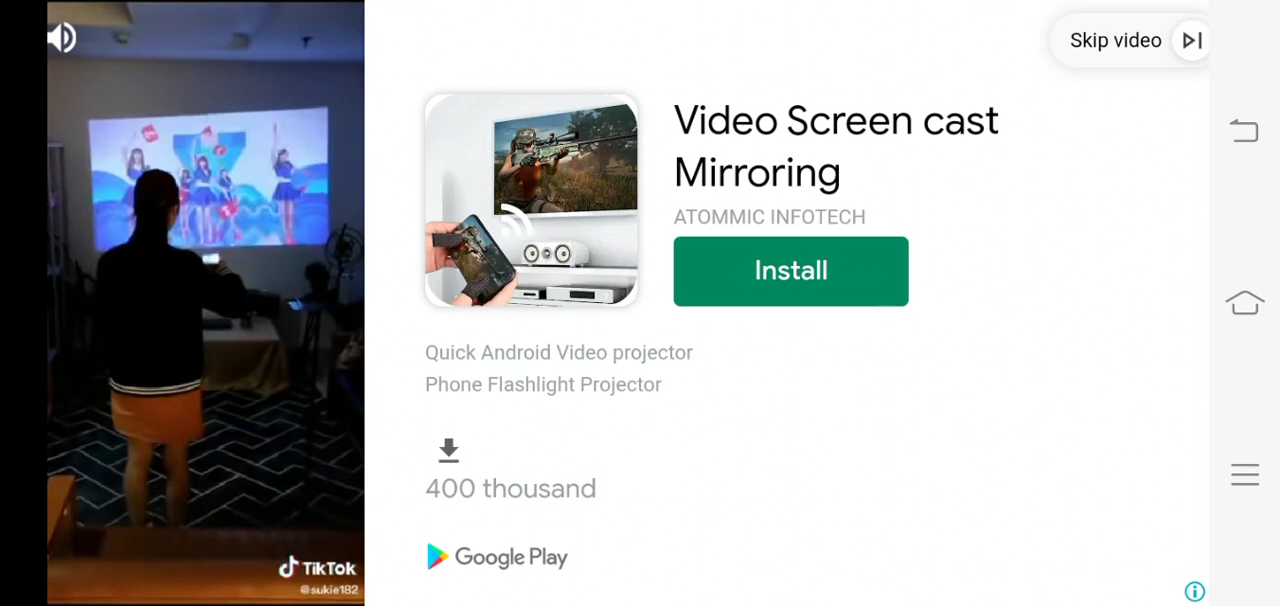 Skip video
Video Screen cast
Mirroring
ATOMMIC INFOTECH
Install
Quick Android Video projector
Phone Flashlight Projector
400 thousand
Google Play
TikTok
@sukie182